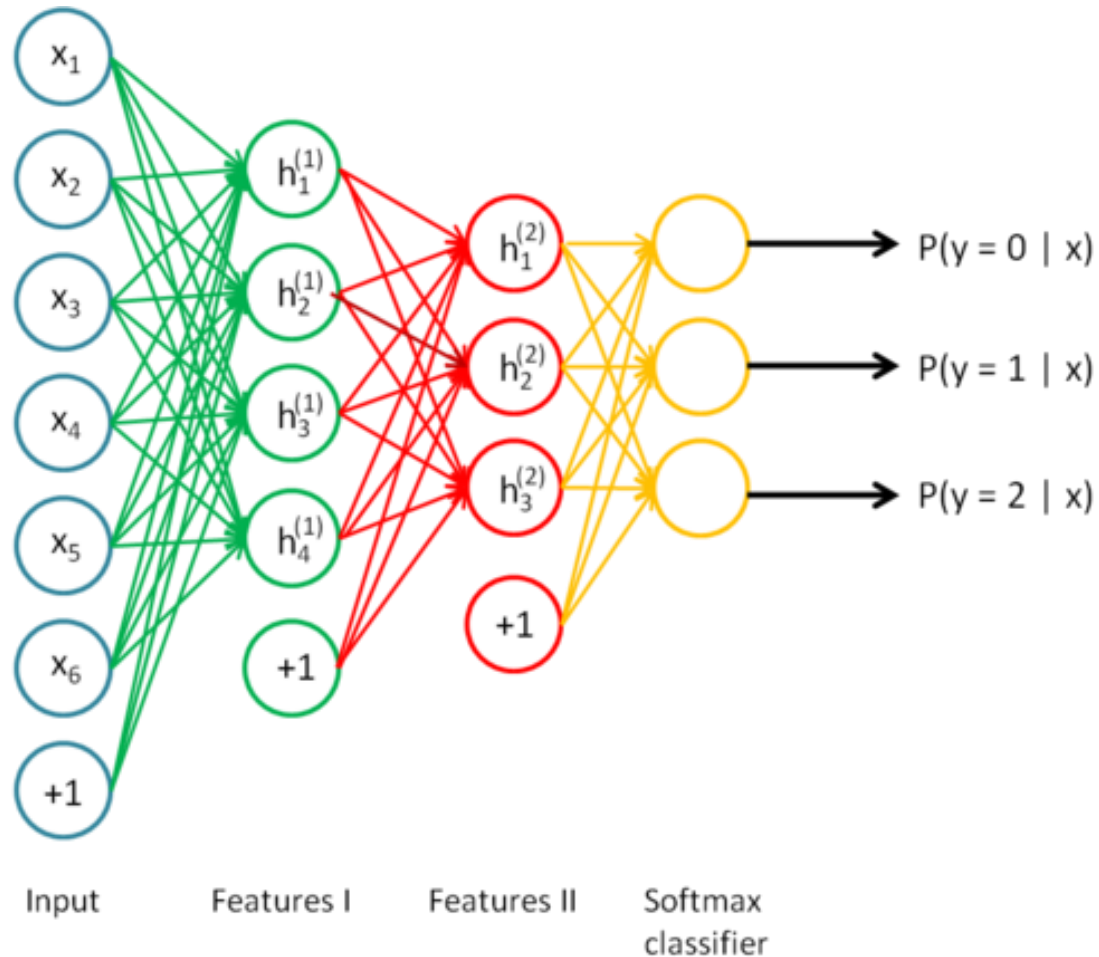 x₁
x₂
x₃
x₄
x₅
x₆
+1
Input
h₁⁽¹⁾
h₂⁽¹⁾
h₃⁽¹⁾
h₄⁽¹⁾
+1
Features I
h₁⁽²⁾
h₂⁽²⁾
h₃⁽²⁾
+1
Features II
Softmax
classifier
P(y = 0 | x)
P(y = 1 | x)
P(y = 2 | x)